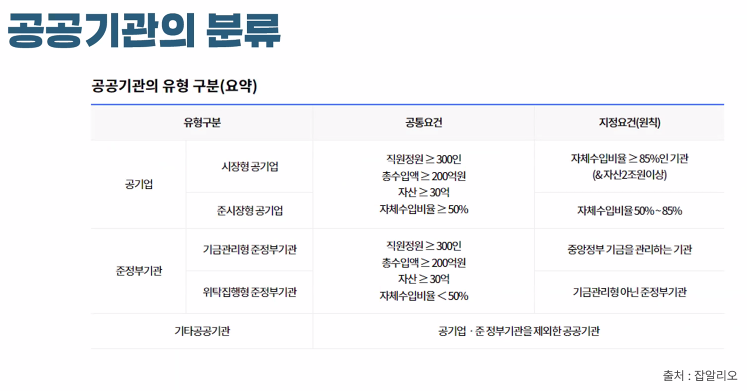 공공기관의 분류
공공기관의 유형 구분(요약)
유형구분 공통요건 지정요건(원칙)
공기업
시장형 공기업
직원정원 ≥ 300인
총수입액 ≥ 200억원
자산 ≥ 30억
자체수입비율 ≥ 50%
자체수입비율 ≥ 85%인 기관
(& 자산2조원이상)
준시장형 공기업
자체수입비율 50% ~ 85%
준정부기관
기금관리형 준정부기관
직원정원 ≥ 300인
총수입액 ≥ 200억원
자산 ≥ 30억
자체수입비율 < 50%
중앙정부 기금을 관리하는 기관
위탁집행형 준정부기관
기금관리형 아닌 준정부기관
기타공공기관
공기업ㆍ준 정부기관을 제외한 공공기관
출처 : 잡알리오